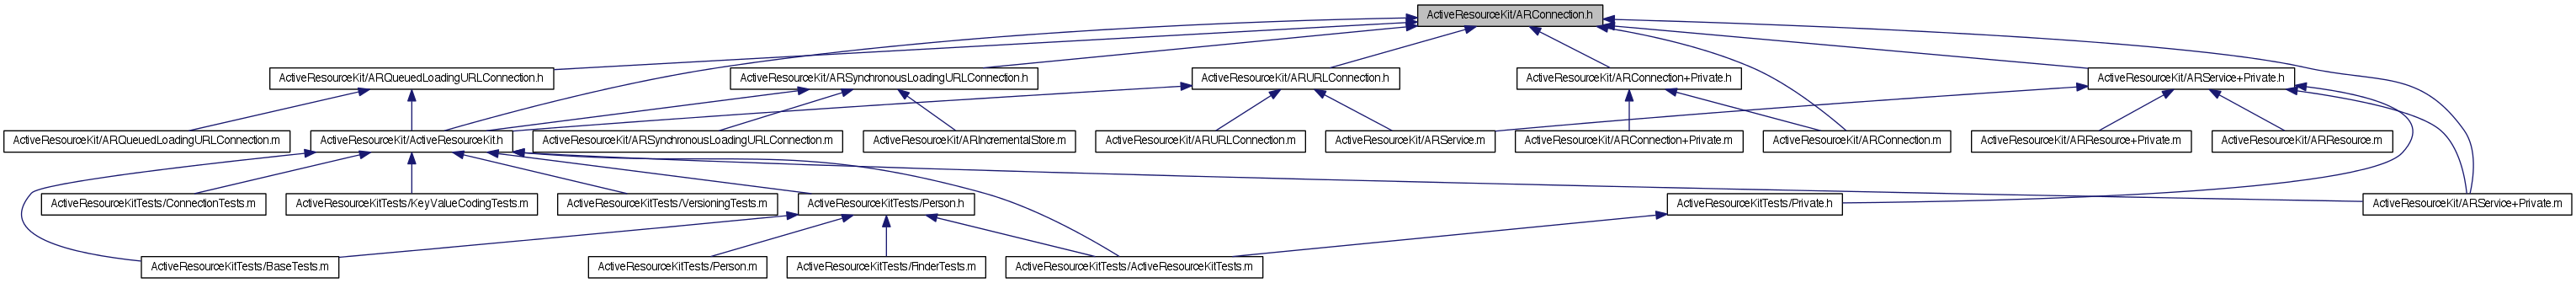 ActiveResourceKit/ARConnection.h
ActiveResourceKit/ARQueuedLoadingURLConnection.h
ActiveResourceKit/ARSynchronousLoadingURLConnection.h
ActiveResourceKit/ARURLConnection.h
ActiveResourceKit/ARConnection+Private.h
ActiveResourceKit/ARService+Private.h
ActiveResourceKit/ARQueuedLoadingURLConnection.m
ActiveResourceKit/ActiveResourceKit.h
ActiveResourceKit/ARSynchronousLoadingURLConnection.m
ActiveResourceKit/ARIncrementalStore.m
ActiveResourceKit/ARURLConnection.m
ActiveResourceKit/ARService.m
ActiveResourceKit/ARConnection+Private.m
ActiveResourceKit/ARConnection.m
ActiveResourceKit/ARResource+Private.m
ActiveResourceKit/ARResource.m
ActiveResourceKitTests/ConnectionTests.m
ActiveResourceKitTests/KeyValueCodingTests.m
ActiveResourceKitTests/VersioningTests.m
ActiveResourceKitTests/Person.h
ActiveResourceKitTests/Private.h
ActiveResourceKit/ARService+Private.m
ActiveResourceKitTests/BaseTests.m
ActiveResourceKitTests/Person.m
ActiveResourceKitTests/FinderTests.m
ActiveResourceKitTests/ActiveResourceKitTests.m